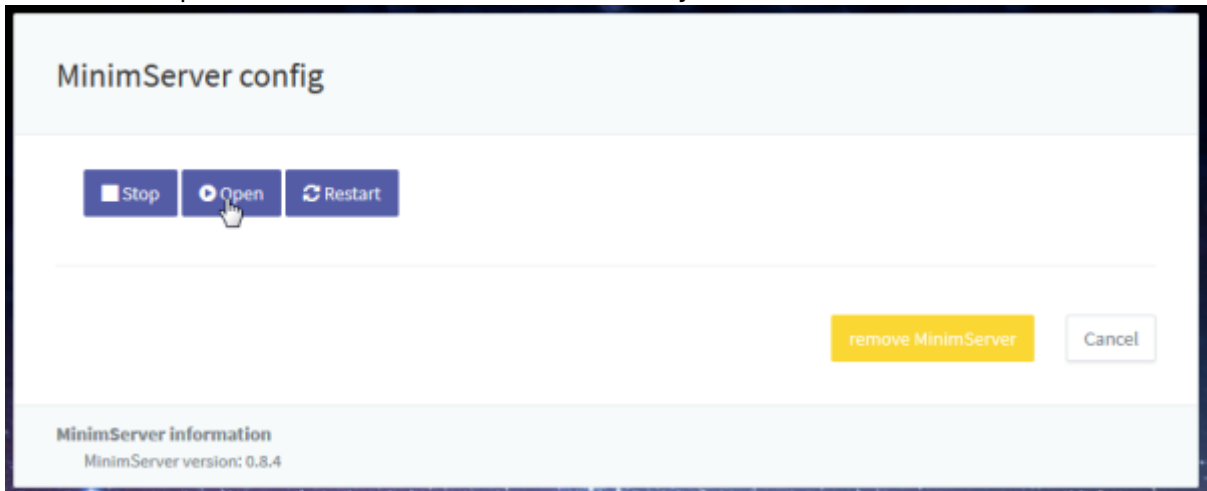 MinimServer config
Stop Open Restart
remove MinimServer Cancel
MinimServer information
MinimServer version: 0.8.4